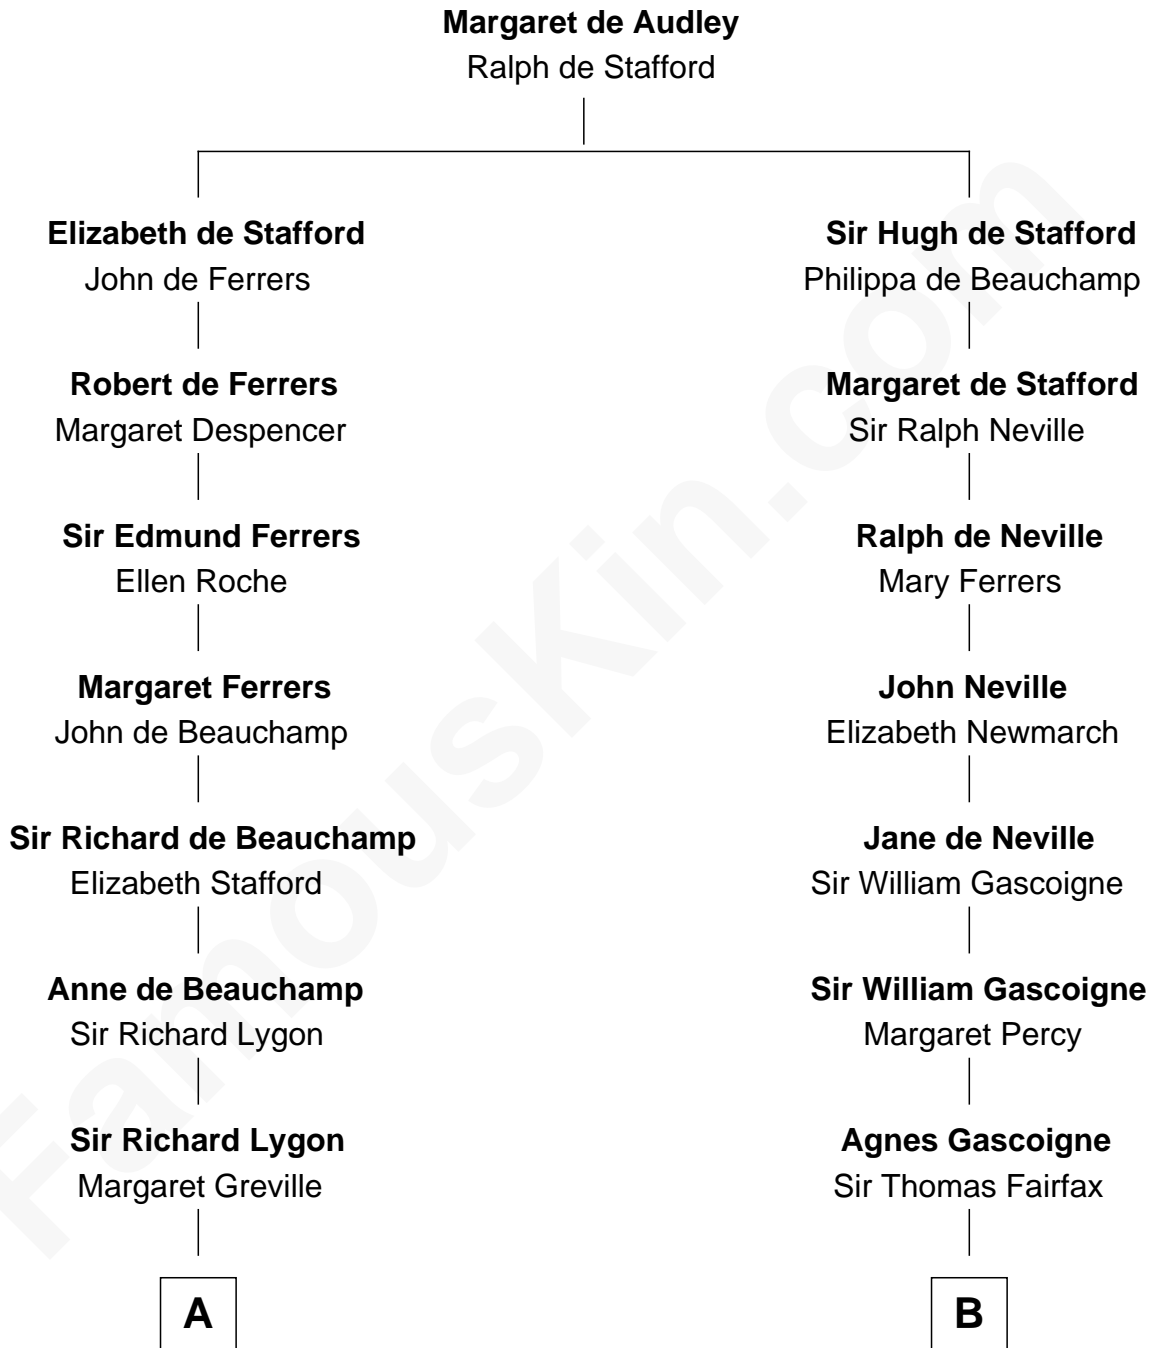 Margaret de Audley
Ralph de Stafford
Elizabeth de Stafford
John de Ferrers
Robert de Ferrers
Margaret Despencer
Sir Edmund Ferrers
Ellen Roche
Margaret Ferrers
John de Beauchamp
Sir Richard de Beauchamp
Elizabeth Stafford
Anne de Beauchamp
Sir Richard Lygon
Sir Richard Lygon
Margaret Greville
A
Sir Hugh de Stafford
Philippa de Beauchamp
Margaret de Stafford
Sir Ralph Neville
Ralph de Neville
Mary Ferrers
John Neville
Elizabeth Newmarch
Jane de Neville
Sir William Gascoigne
Sir William Gascoigne
Margaret Percy
Agnes Gascoigne
Sir Thomas Fairfax
B
FamousKin.com